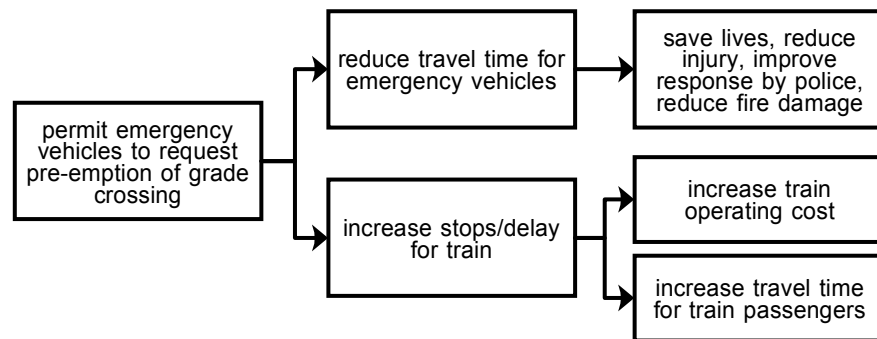 permit emergency
vehicles to request
pre-emption of grade
crossing
reduce travel time for
emergency vehicles
save lives, reduce
injury, improve
response by police,
reduce fire damage
increase stops/delay
for train
increase train
operating cost
increase travel time
for train passengers